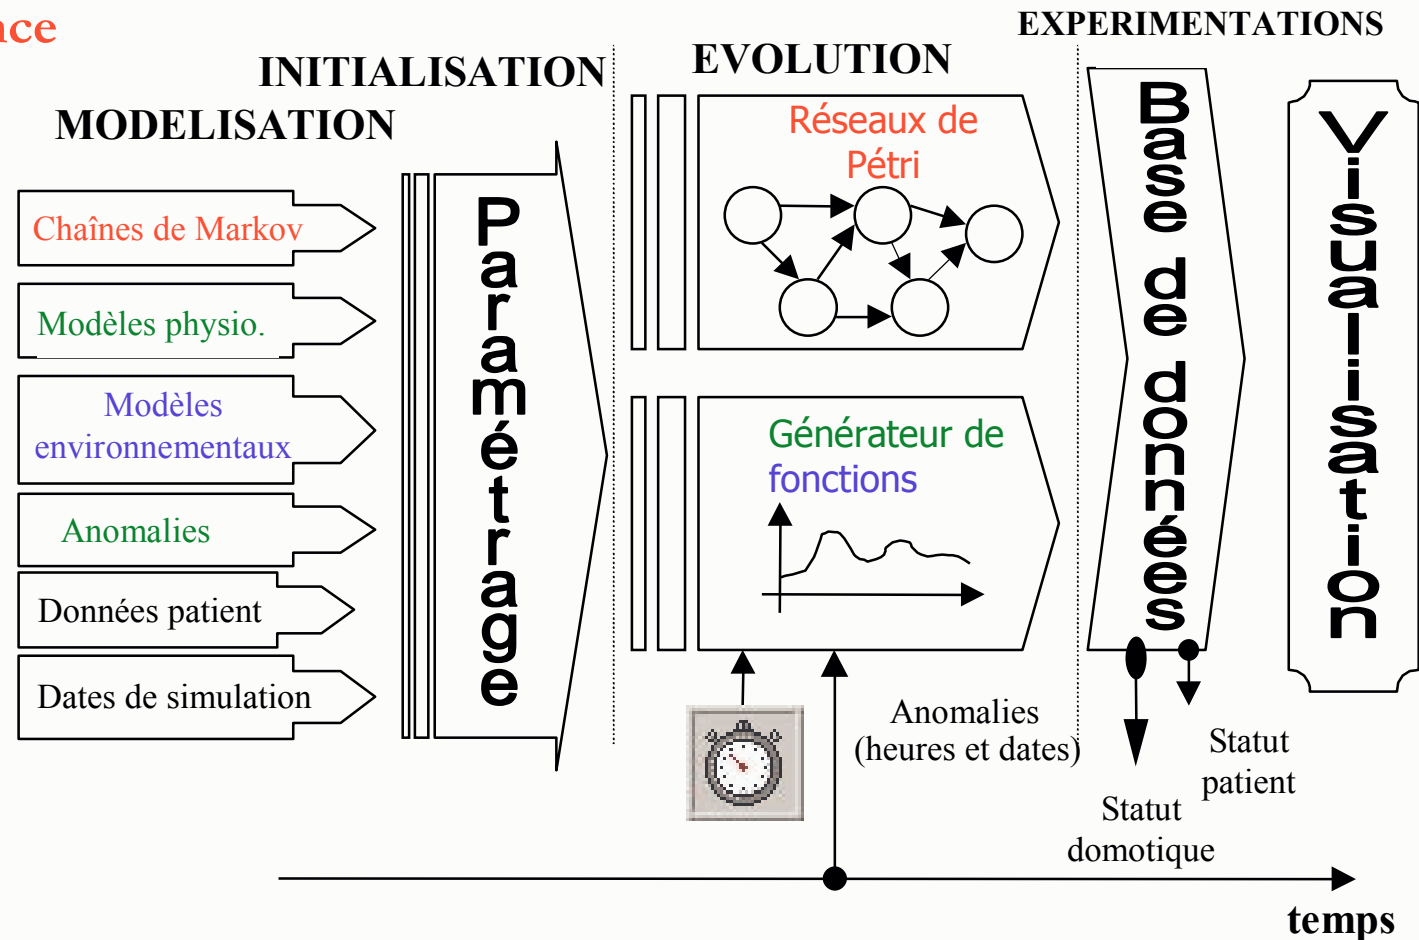 EXPERIMENTATIONS
EVOLUTION
INITIALISATION
MODELISATION
Chaînes de Markov
Modèles physio.
Modèles
environnementaux
Anomalies
Données patient
Dates de simulation
Paramétrage
Réseaux de
Pétri
Générateur de
fonctions
Anomalies
(heures et dates)
Base de données
Statut
patient
Statut
domotique
Visualisation
temps